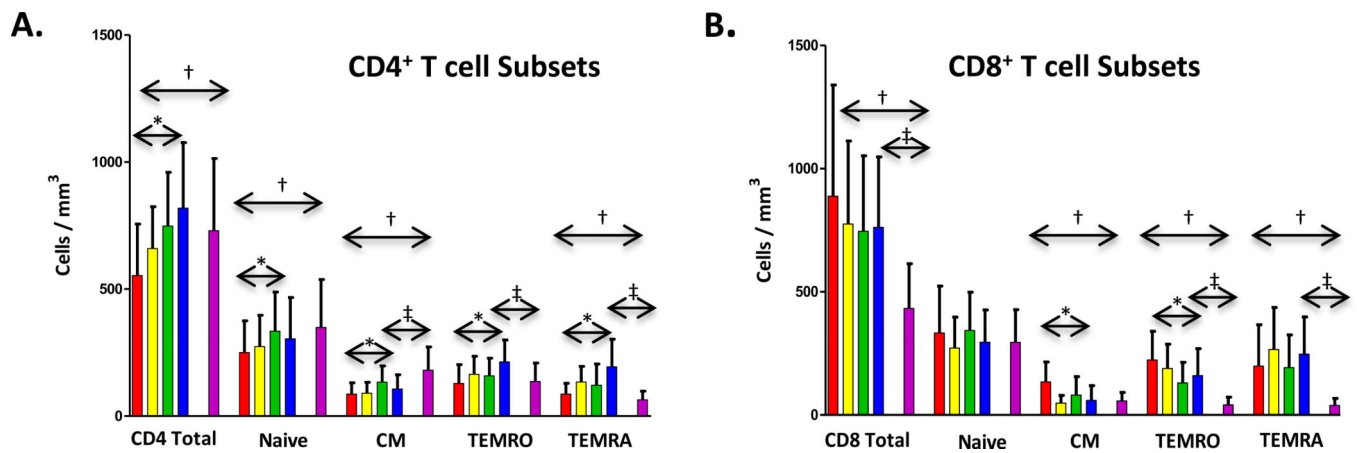 A.
CD4+ T cell Subsets
Cells / mm3
1500
1000
500
0
†
*
†
*
†
*
‡
*
‡
†
*
‡
CD4 Total
Naive
CM
TEMRO
TEMRA
B.
CD8+ T cell Subsets
Cells / mm3
1500
1000
500
0
†
‡
†
*
†
*
‡
†
‡
CD8 Total
Naive
CM
TEMRO
TEMRA